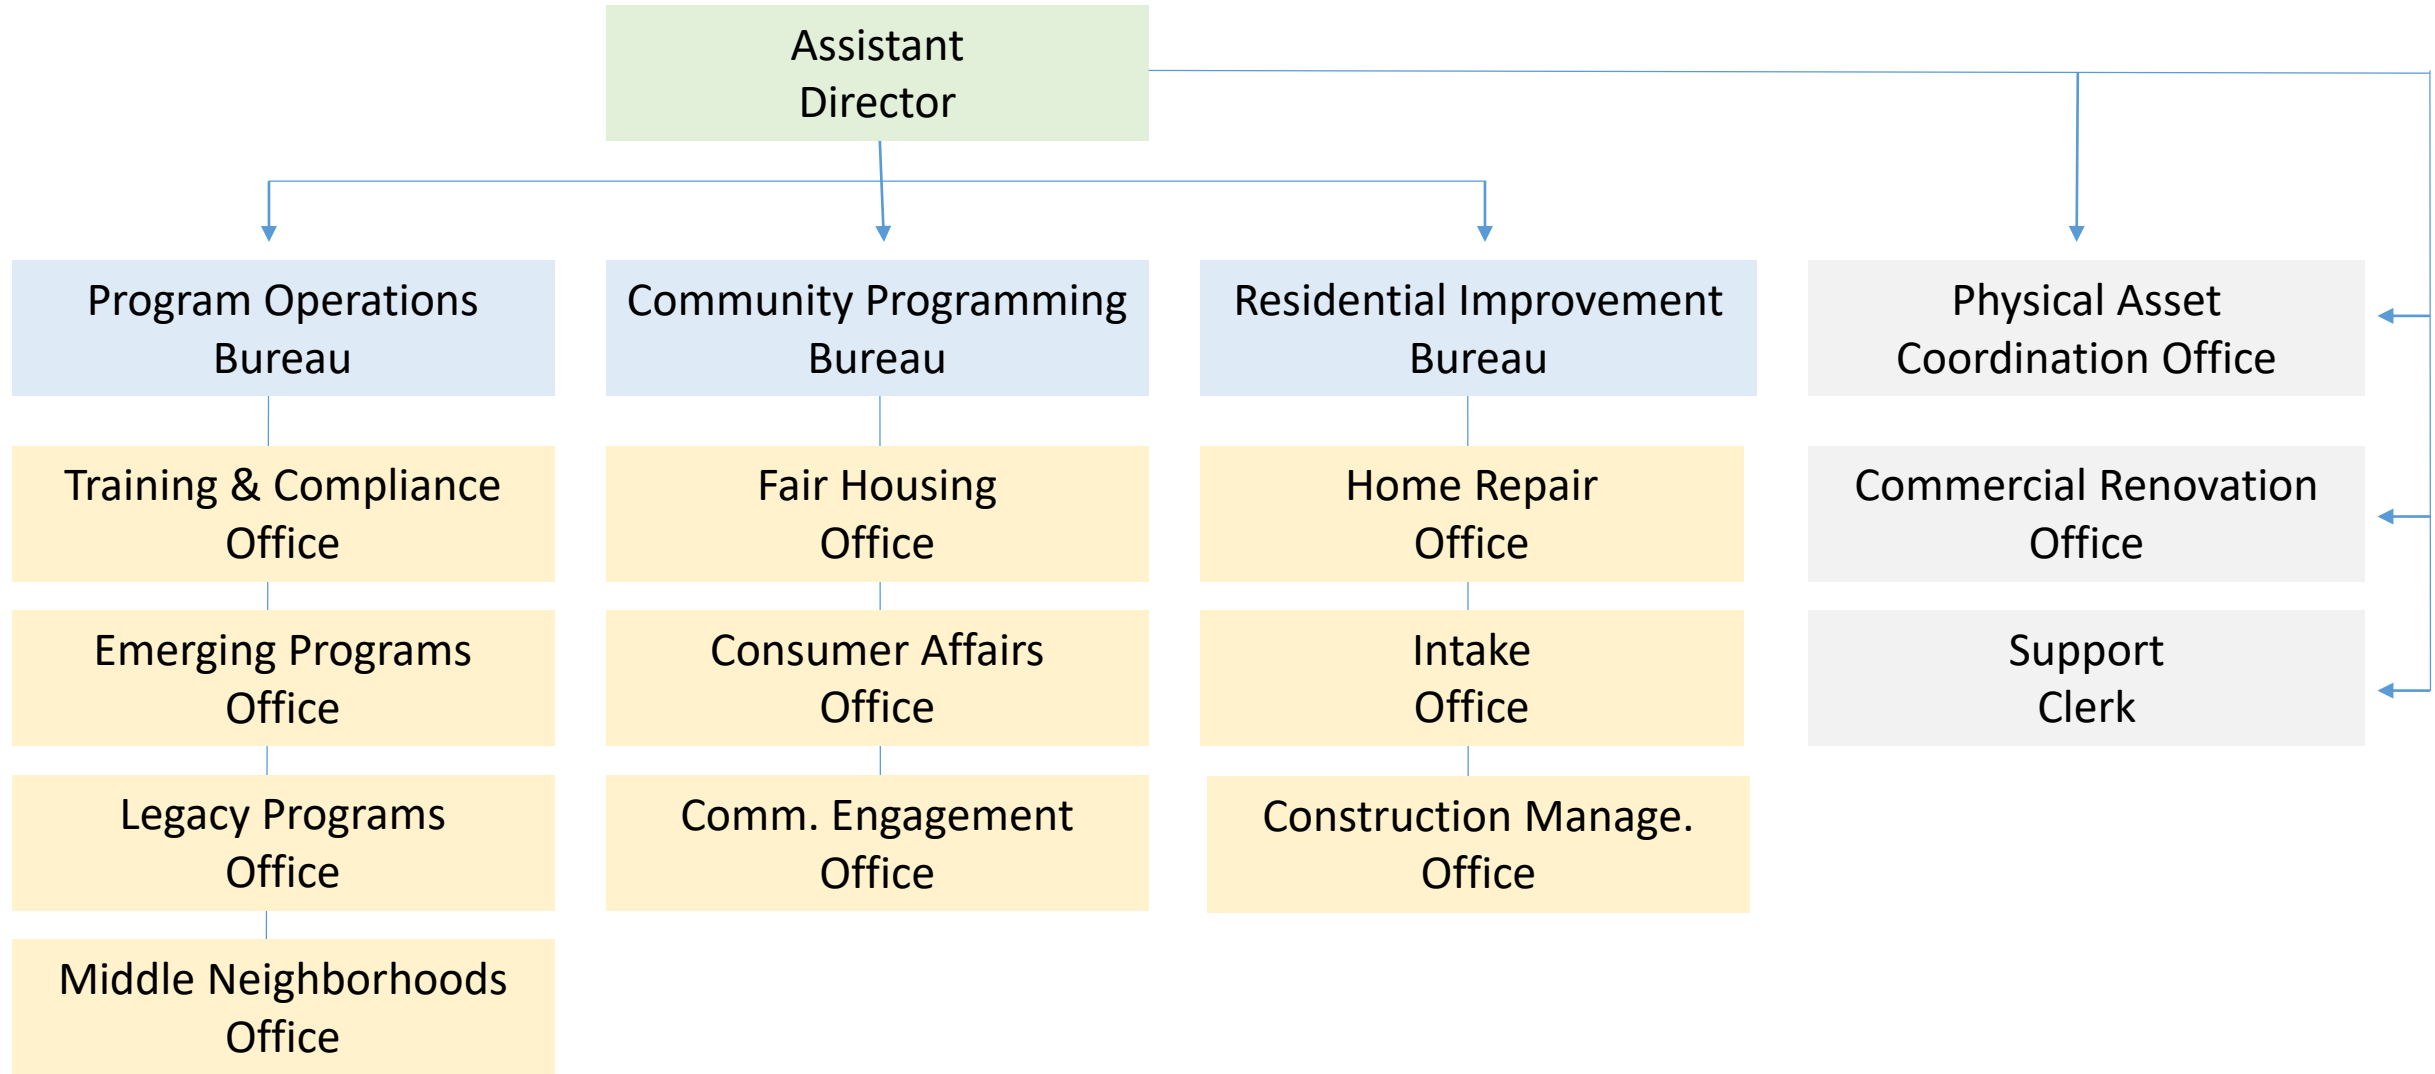 Assistant
Director
Program Operations
Bureau
Community Programming
Bureau
Residential Improvement
Bureau
Physical Asset
Coordination Office
Training & Compliance
Office
Fair Housing
Office
Home Repair
Office
Commercial Renovation
Office
Emerging Programs
Office
Consumer Affairs
Office
Intake
Office
Support
Clerk
Legacy Programs
Office
Comm. Engagement
Office
Construction Manage.
Office
Middle Neighborhoods
Office